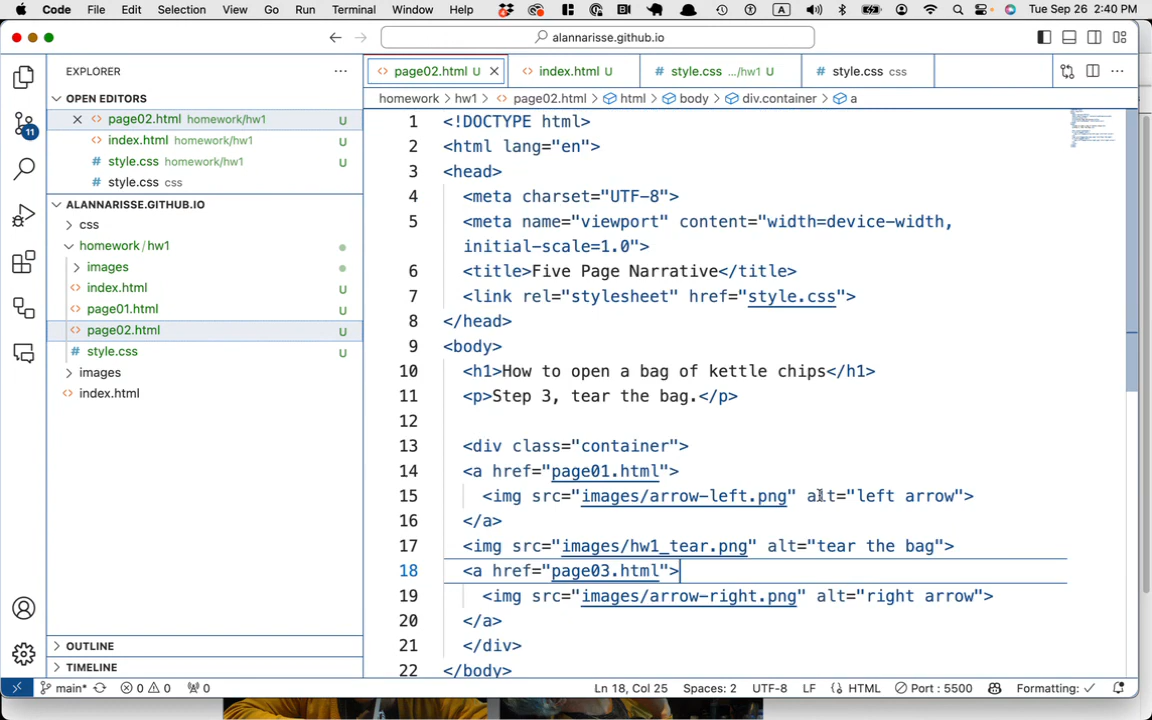 Code File Edit Selection View Go Run Terminal Window Help A Tue Sep 26 2:40 PM
alannarisse.github.io
EXPLORER
page02.html U
index.html U
style.css .../hw1 U
style.css css
OPEN EDITORS
homework > hw1 > page02.html > html > body > div.container > a
page02.html homework/hw1 U
index.html homework/hw1 U
style.css homework/hw1 U
style.css css
ALANNARISSE.GITHUB.IO
css
homework/hw1
images
index.html U
page01.html U
page02.html U
style.css U
images
index.html
11
1 <!DOCTYPE html>
2 <html lang="en">
3 <head>
4 <meta charset="UTF-8">
5 <meta name="viewport" content="width=device-width,
initial-scale=1.0">
6 <title>Five Page Narrative</title>
7 <link rel="stylesheet" href="style.css">
8 </head>
9 <body>
10 <h1>How to open a bag of kettle chips</h1>
11 <p>Step 3, tear the bag.</p>
12
13 <div class="container">
14 <a href="page01.html">
15 <img src="images/arrow-left.png" alt="left arrow">
16 </a>
17 <img src="images/hw1_tear.png" alt="tear the bag">
18 <a href="page03.html">
19 <img src="images/arrow-right.png" alt="right arrow">
20 </a>
21 </div>
22 </body>
OUTLINE
TIMELINE
main* 0 0 0 Ln 18, Col 25 Spaces: 2 UTF-8 LF HTML Port : 5500 Formatting: ✓